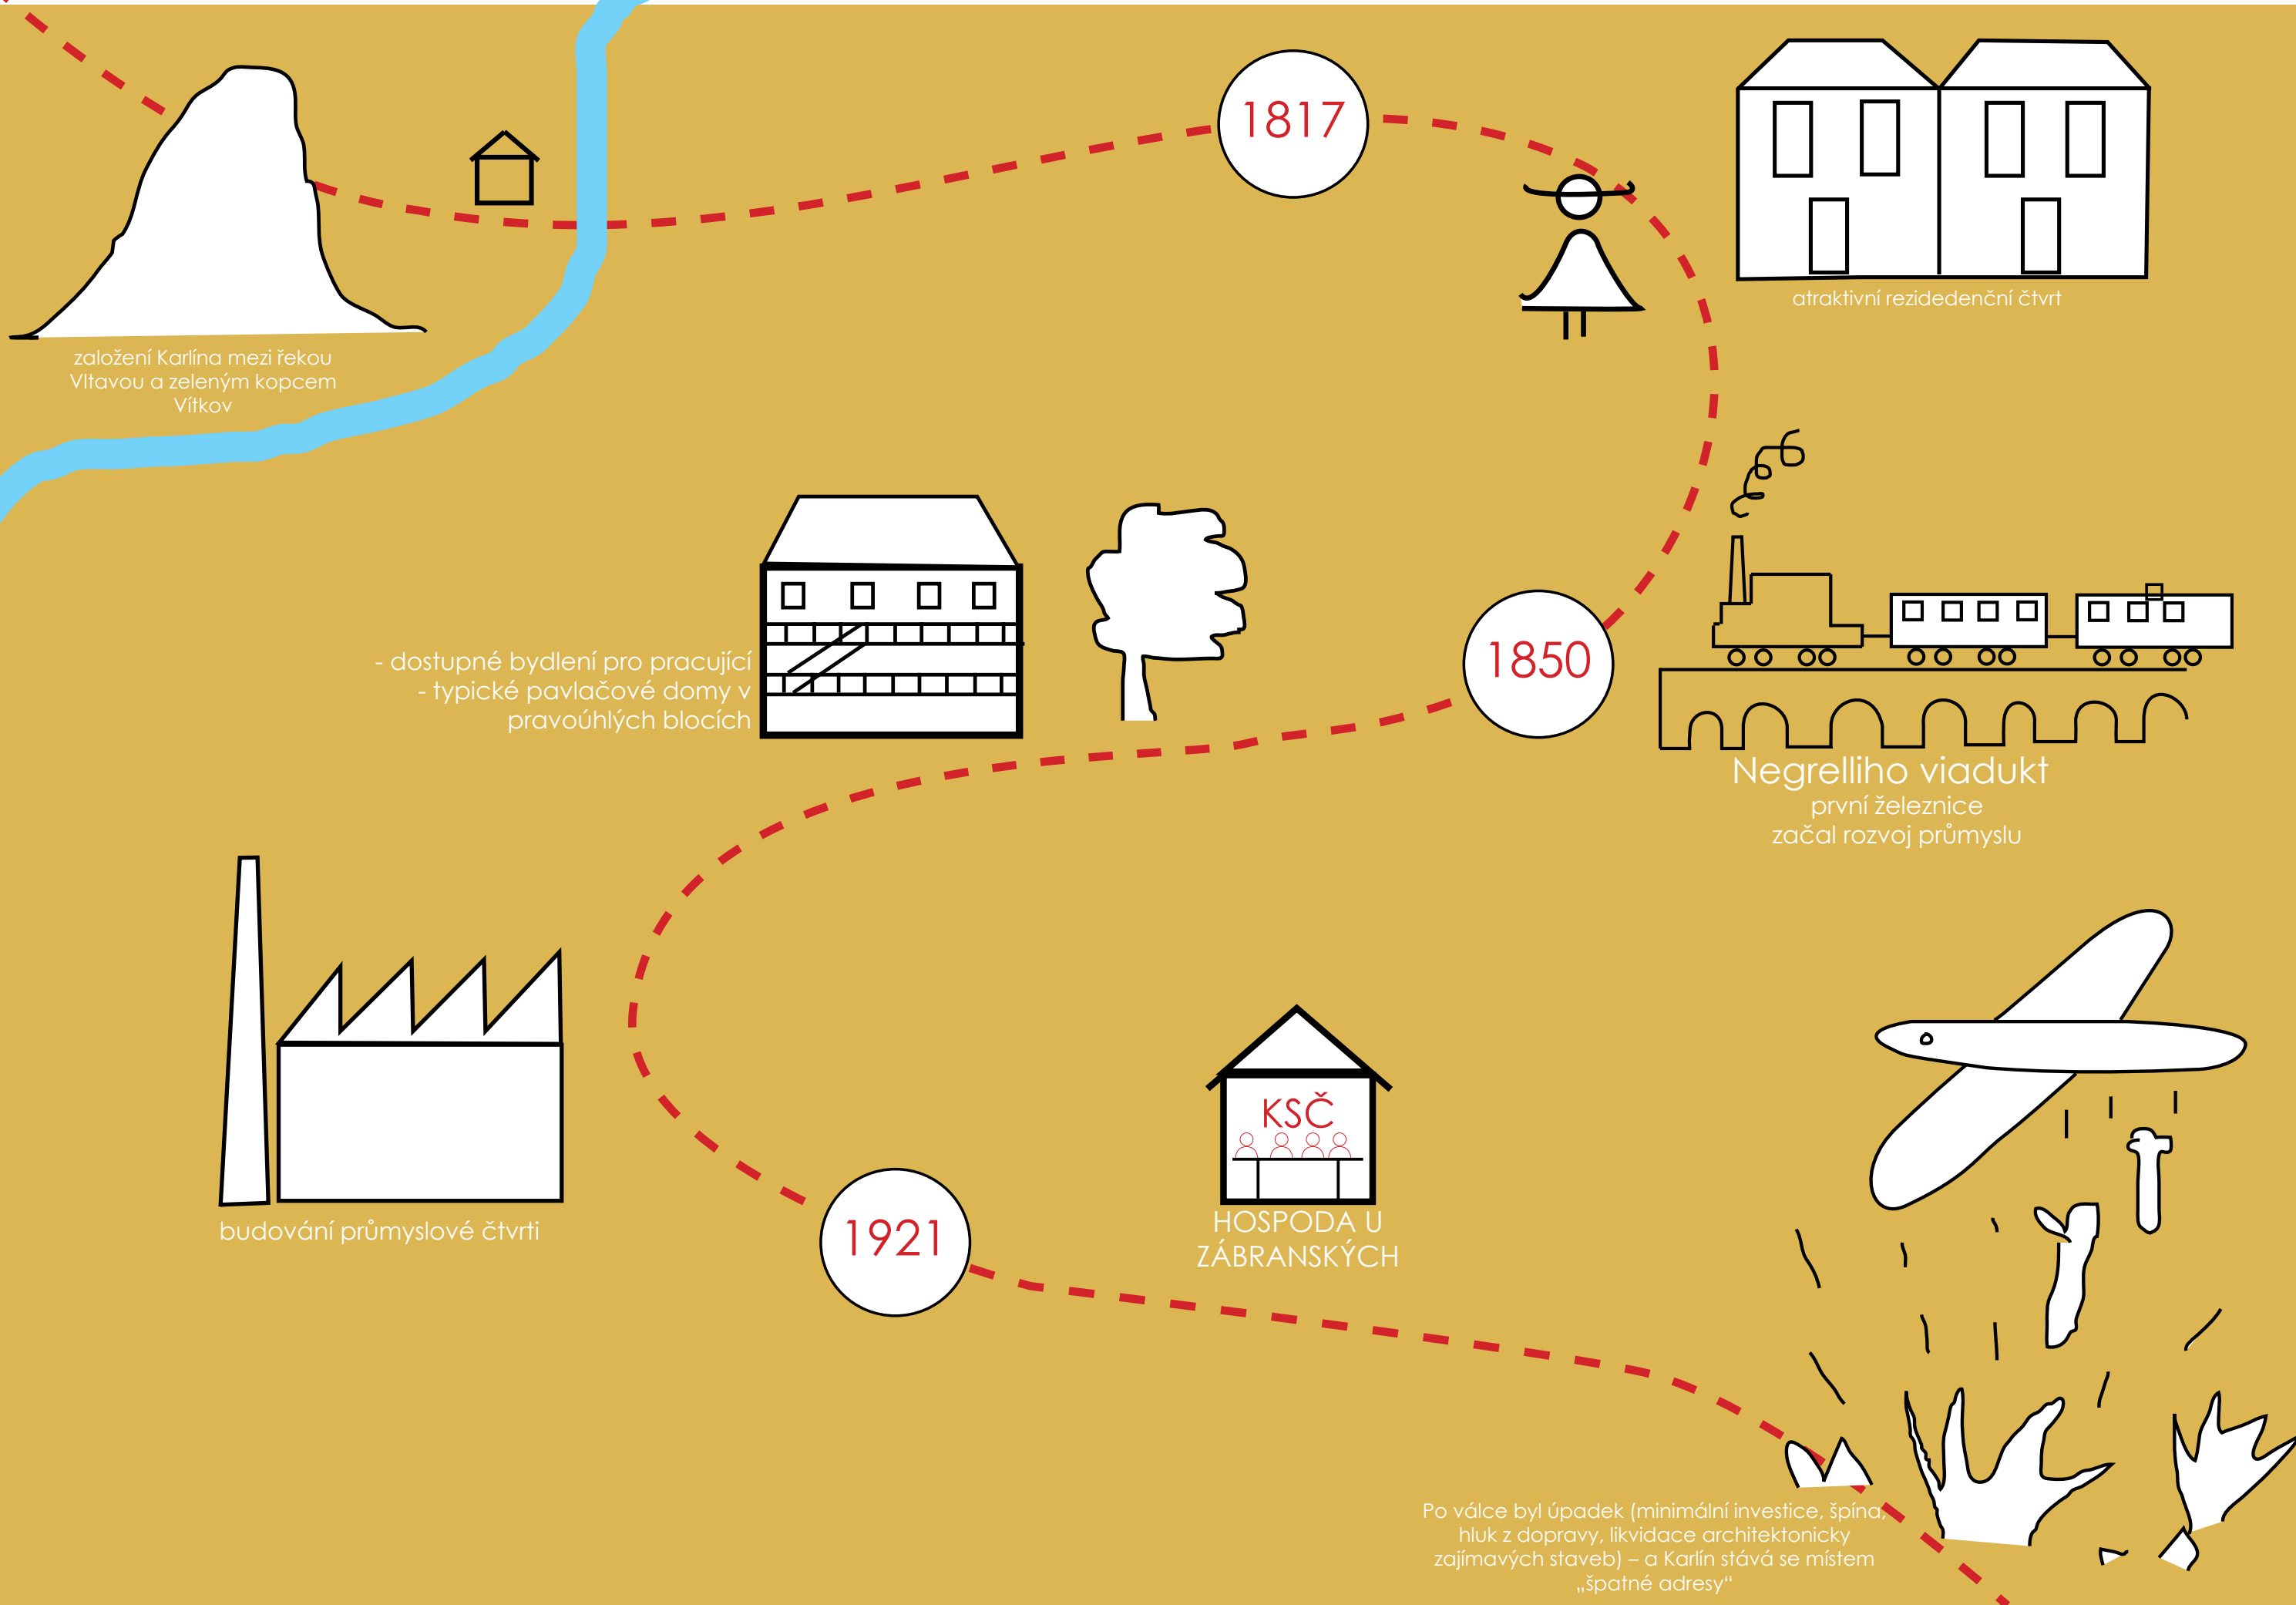 1817
atraktivní rezidedenční čtvrt
založení Karlína mezi řekou
Vltavou a zeleným kopcem
Vítkov
- dostupné bydlení pro pracující
- typické pavlačové domy v
pravoúhlých blocích
1850
Negrelliho viadukt
první železnice
začal rozvoj průmyslu
budování průmyslové čtvrti
1921
KSČ
HOSPODA U
ZÁBRANSKÝCH
Po válce byl úpadek (minimální investice, špína,
hluk z dopravy, likvidace architektonicky
zajímavých staveb) – a Karlín stává se místem
„špatné adresy“